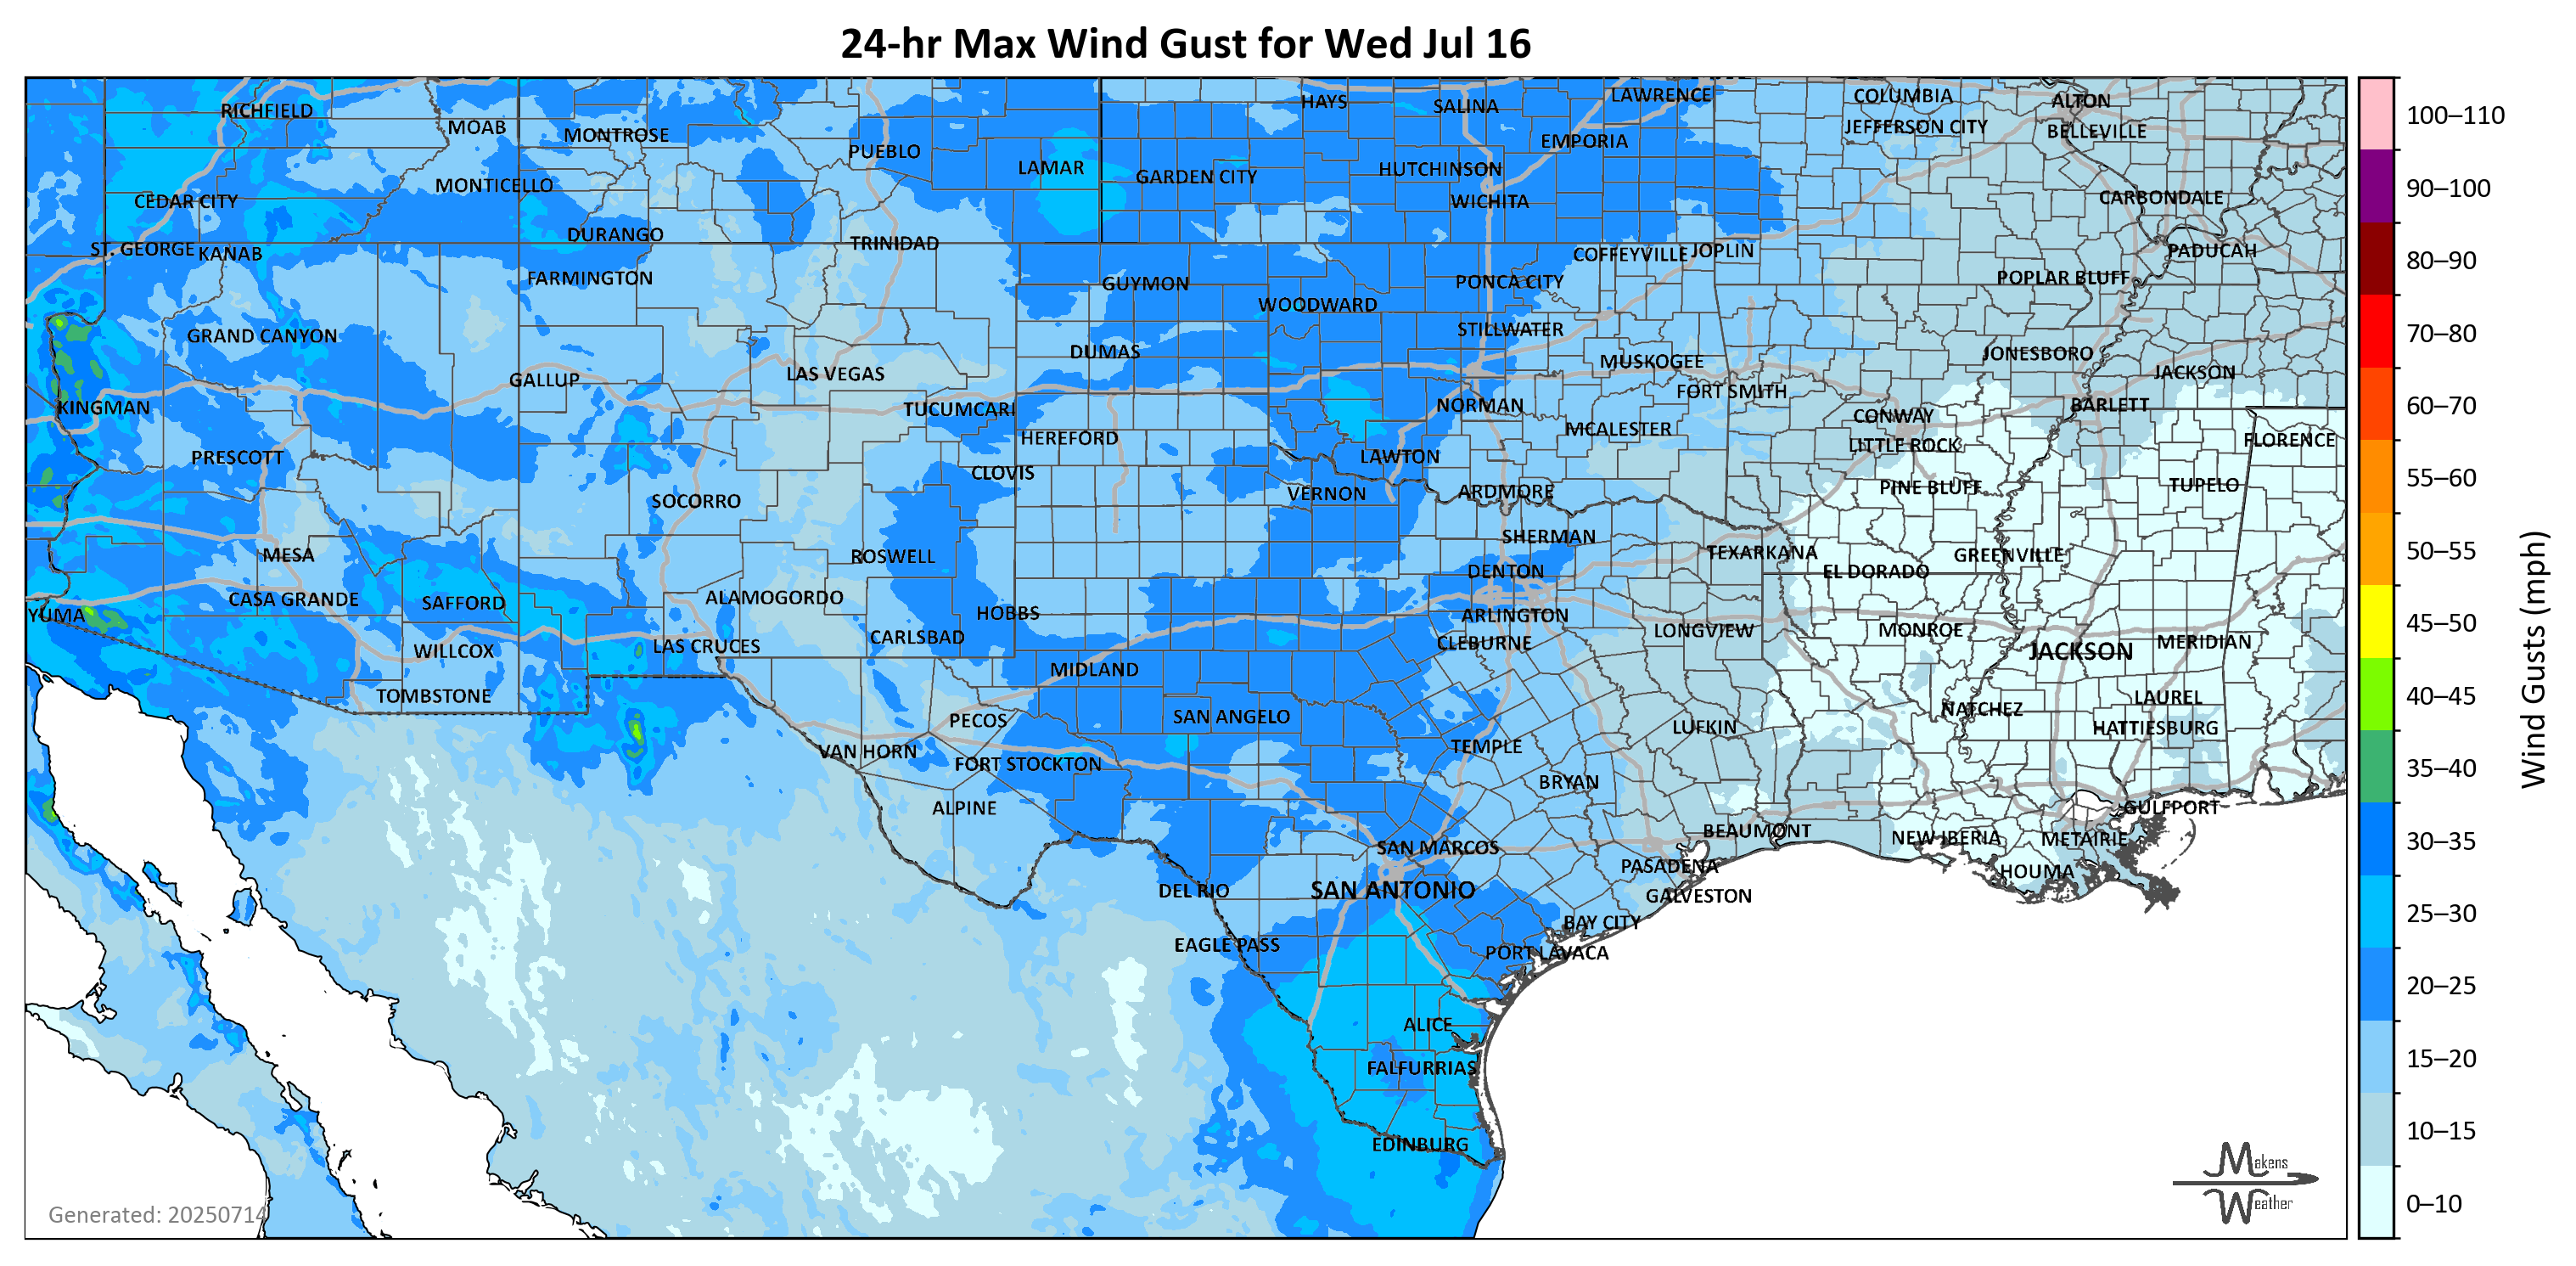 24-hr Max Wind Gust for Wed Jul 16
RICHFIELD
MOAB
MONTROSE
PUEBLO
LAMAR
HAYS
SALINA
LAWRENCE
COLUMBIA
ALTON
JEFFERSON CITY
BELLEVILLE
EMPORIA
GARDEN CITY
HUTCHINSON
MONTICELLO
CEDAR CITY
WICHITA
CARBONDALE
ST. GEORGE
KANAB
DURANGO
TRINIDAD
COFFEYVILLE
JOPLIN
PADUCAH
FARMINGTON
GUYMON
PONCA CITY
POPLAR BLUFF
WOODWARD
GRAND CANYON
STILLWATER
DUMAS
MUSKOGEE
JONESBORO
GALLUP
LAS VEGAS
FORT SMITH
JACKSON
KINGMAN
TUCUMCARI
NORMAN
CONWAY
BARLETT
HEREFORD
MCALESTER
LITTLE ROCK
FLORENCE
PRESCOTT
CLOVIS
LAWTON
SOCORRO
VERNON
ARDMORE
PINE BLUFF
TUPELO
MESA
ROSWELL
SHERMAN
TEXARKANA
GREENVILLE
DENTON
EL DORADO
CASA GRANDE
SAFFORD
ALAMOGORDO
HOBBS
ARLINGTON
YUMA
CARLSBAD
CLEBURNE
LONGVIEW
MONROE
WILLCOX
LAS CRUCES
MIDLAND
JACKSON
MERIDIAN
TOMBSTONE
PECOS
SAN ANGELO
LUFKIN
NATCHEZ
LAUREL
HATTIESBURG
VAN HORN
FORT STOCKTON
TEMPLE
BRYAN
ALPINE
GULFPORT
SAN MARCOS
BEAUMONT
NEW IBERIA
METAIRIE
PASADENA
HOUMA
DEL RIO
SAN ANTONIO
GALVESTON
EAGLE PASS
BAY CITY
PORT LAVACA
ALICE
FALFURRIAS
EDINBURG
Generated: 20250714
Makens
Weather
100–110
90–100
80–90
70–80
60–70
55–60
50–55
45–50
40–45
35–40
30–35
25–30
20–25
15–20
10–15
0–10
Wind Gusts (mph)